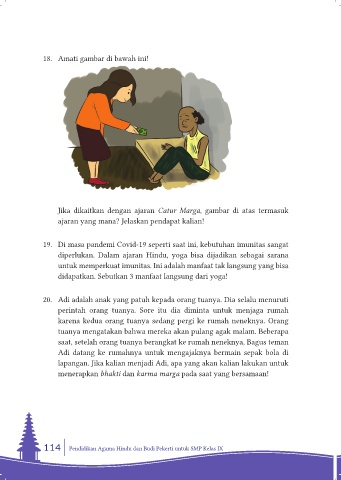 18. Amati gambar di bawah ini!
Jika dikaitkan dengan ajaran Catur Marga, gambar di atas termasuk
ajaran yang mana? Jelaskan pendapat kalian!
19. Di masa pandemi Covid-19 seperti saat ini, kebutuhan imunitas sangat
diperlukan. Dalam ajaran Hindu, yoga bisa dijadikan sebagai sarana
untuk memperkuat imunitas. Ini adalah manfaat tak langsung yang bisa
didapatkan. Sebutkan 3 manfaat langsung dari yoga!
20. Adi adalah anak yang patuh kepada orang tuanya. Dia selalu menuruti
perintah orang tuanya. Sore itu dia diminta untuk menjaga rumah
karena kedua orang tuanya sedang pergi ke rumah neneknya. Orang
tuanya mengatakan bahwa mereka akan pulang agak malam. Beberapa
saat, setelah orang tuanya berangkat ke rumah neneknya, Bagus teman
Adi datang ke rumahnya untuk mengajaknya bermain sepak bola di
lapangan. Jika kalian menjadi Adi, apa yang akan kalian lakukan untuk
menerapkan bhakti dan karma marga pada saat yang bersamaan!
114 Pendidikan Agama Hindu dan Budi Pekerti untuk SMP Kelas IX